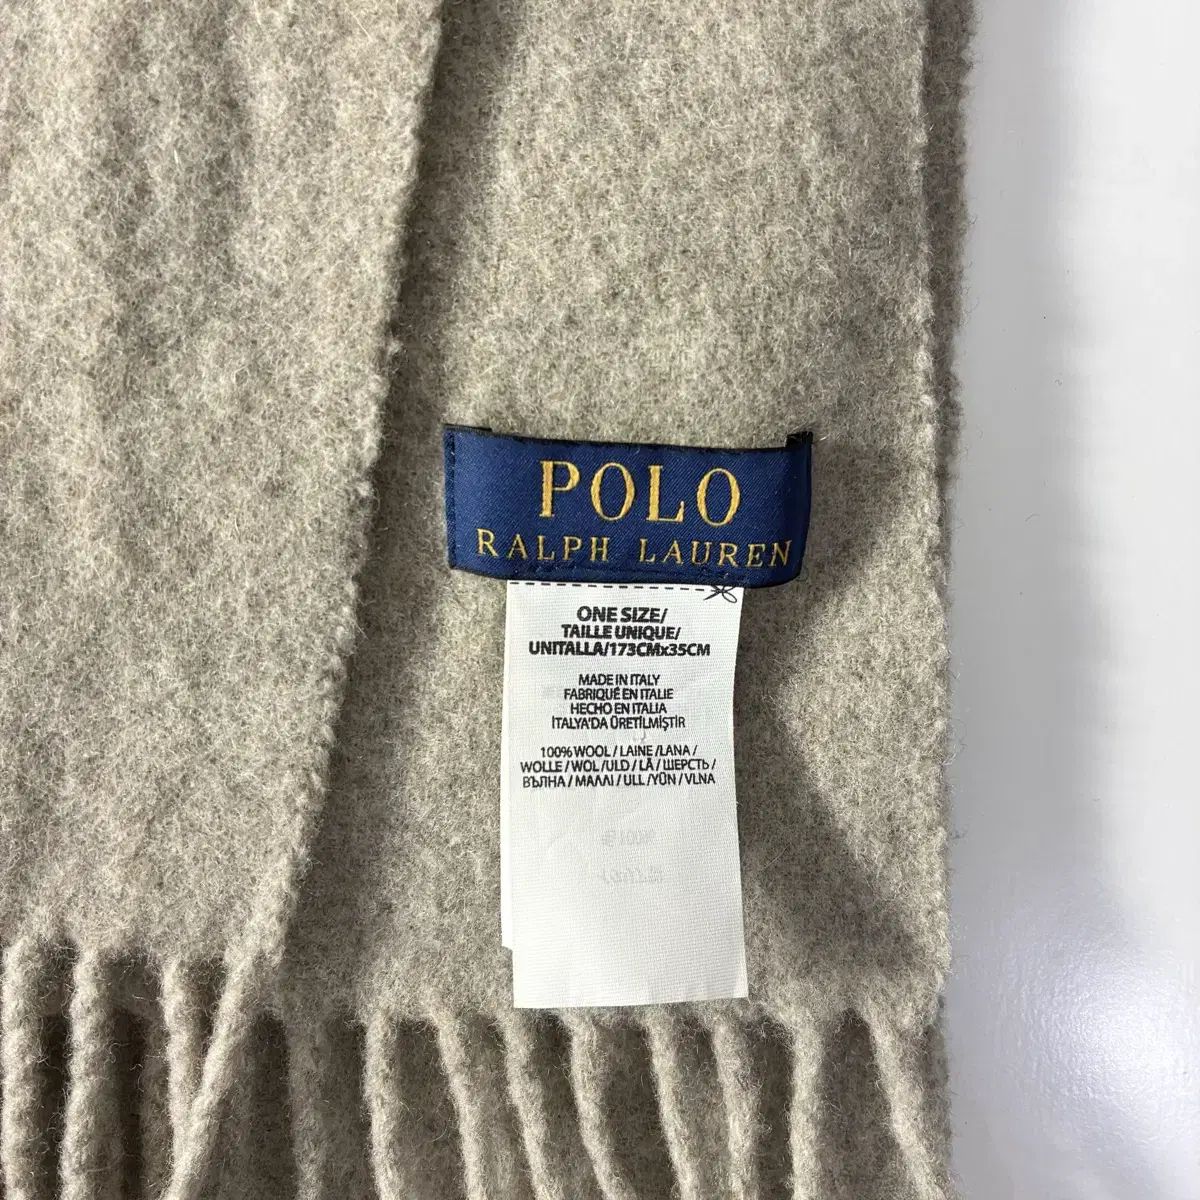 POLO
RALPH LAUREN
ONE SIZE/
TAILLE UNIQUE/
UNITALLA/173CMx35CM
MADE IN ITALY
FABRIQUÉ EN ITALIE
HECHO EN ITALIA
İTALYA'DA ÜRETİLMİŞTİR
100% WOOL / LAINE /LANA /
WOLLE / WOL /ULD / LÃ / ШЕРСТЬ /
ВЪЛНА / ΜΑΛΛΙ / ULL /YÜN / VLNA